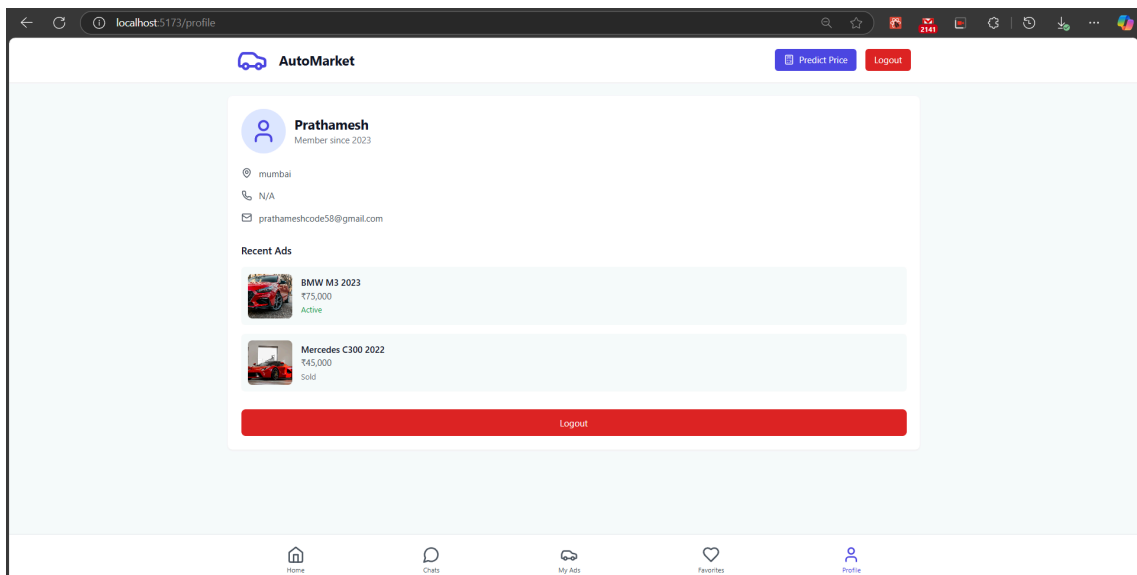 localhost:5173/profile
2141
AutoMarket
Predict Price
Logout
Prathamesh
Member since 2023
mumbai
N/A
prathameshcode58@gmail.com
Recent Ads
BMW M3 2023
₹75,000
Active
Mercedes C300 2022
₹45,000
Sold
Logout
Home
Chats
My Ads
Favorites
Profile